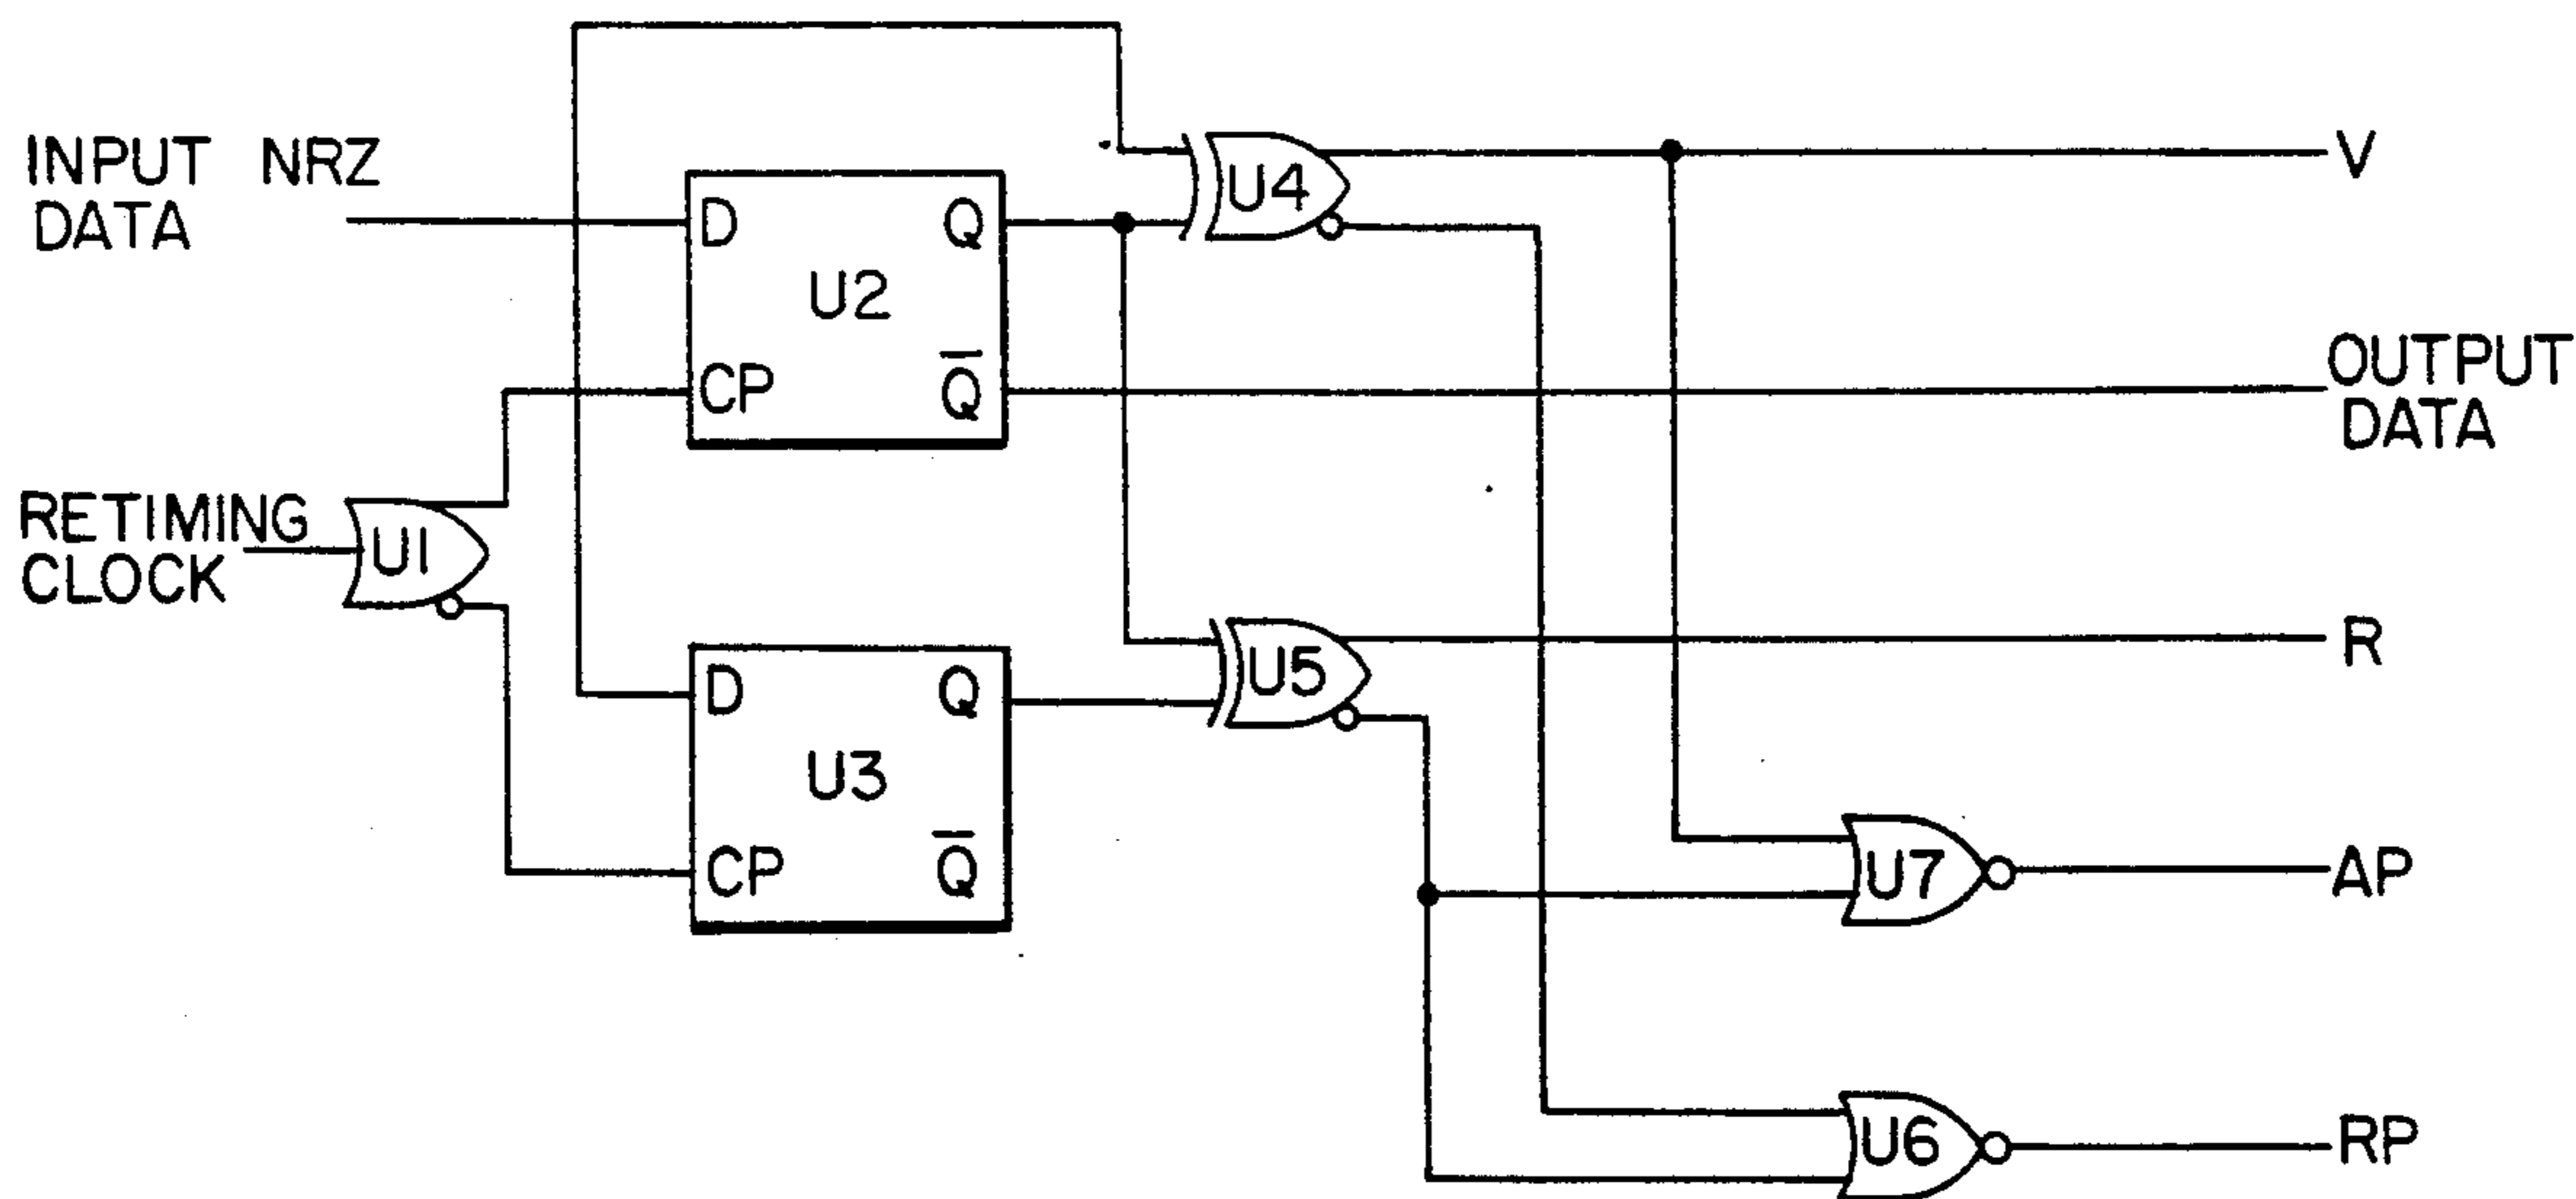 INPUT NRZ
DATA
RETIMING
CLOCK
U1
D
Q
U2
CP
Q̅
D
Q
U3
CP
Q̅
U4
U5
U7
U6
V
OUTPUT
DATA
R
AP
RP